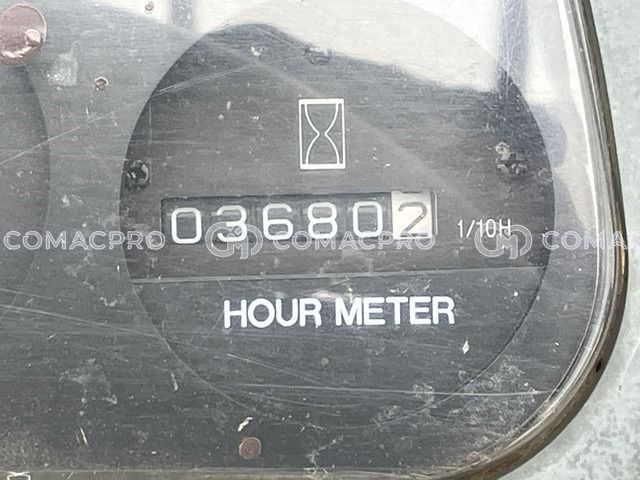 036802 1/10H
COMACPRO COMACPRO COMA
HOUR METER